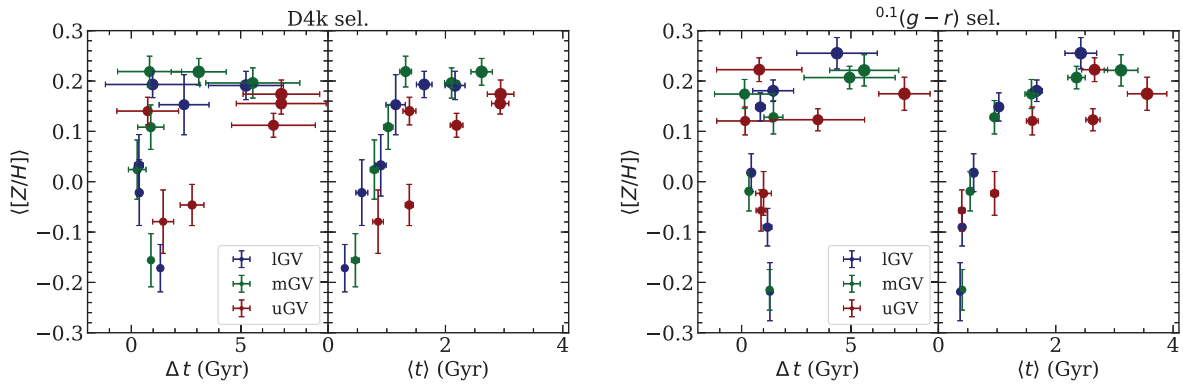 D4k sel.
0.3
0.2
0.1
0.0
−0.1
−0.2
−0.3
⟨[Z/H]⟩
lGV
mGV
uGV
0 5
Δ t (Gyr)
0 2 4
⟨t⟩ (Gyr)
0.1(g − r) sel.
0.3
0.2
0.1
0.0
−0.1
−0.2
−0.3
⟨[Z/H]⟩
lGV
mGV
uGV
0 5
Δ t (Gyr)
0 2 4
⟨t⟩ (Gyr)